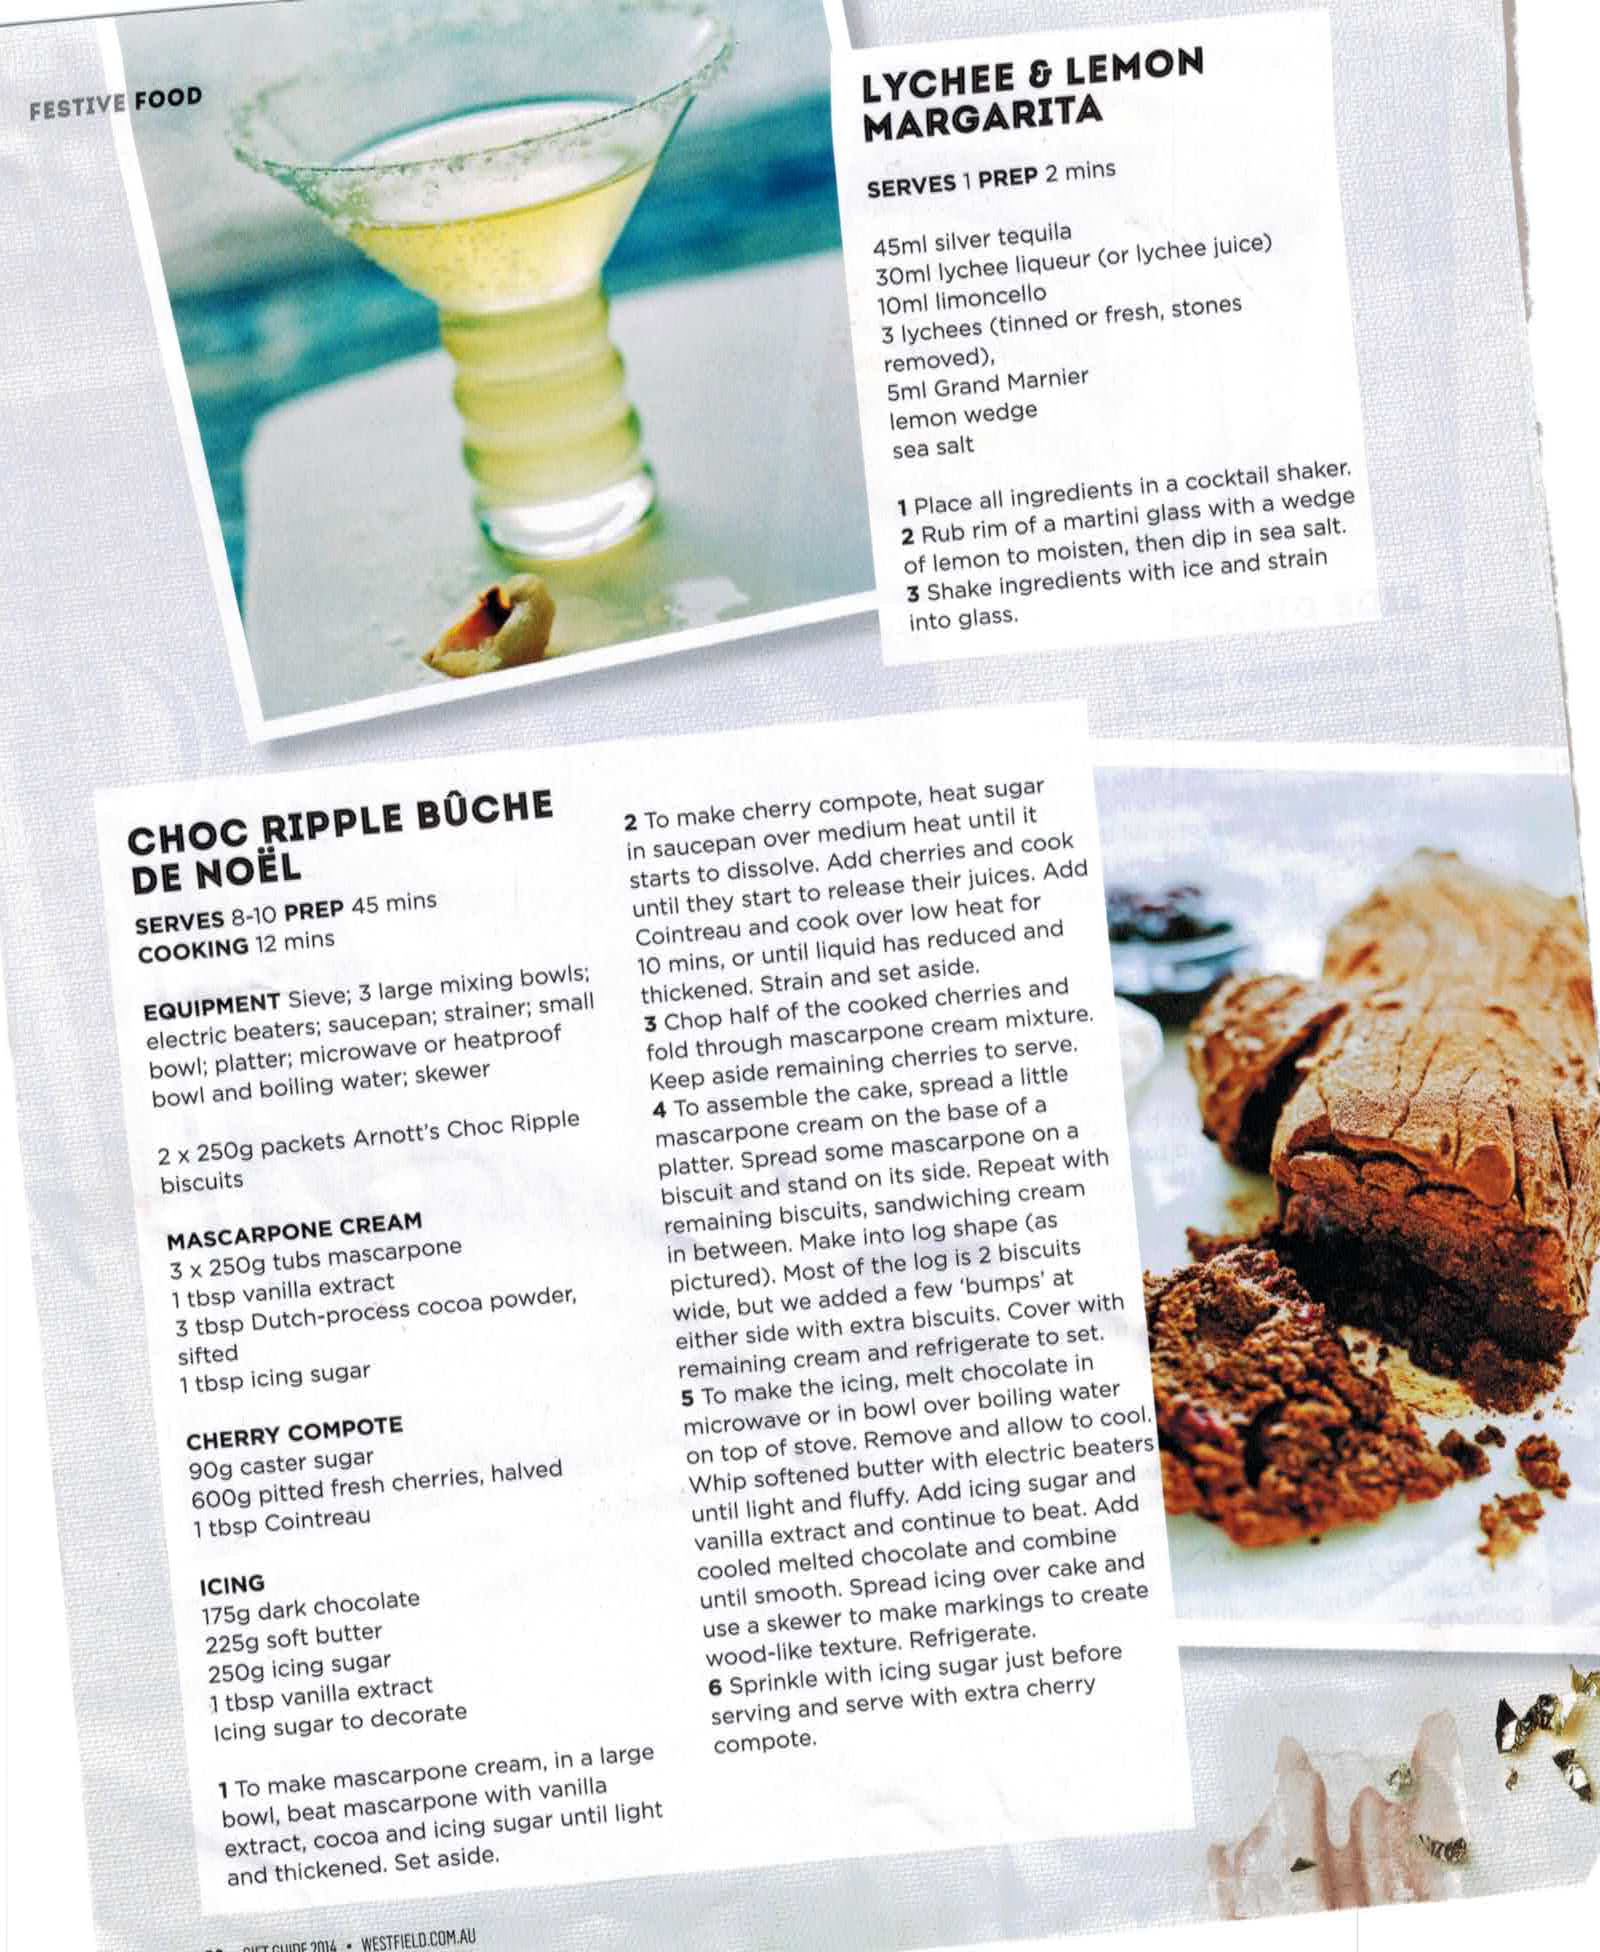 FESTIVE FOOD
LYCHEE & LEMON
MARGARITA
SERVES 1 PREP 2 mins
45ml silver tequila
30ml lychee liqueur (or lychee juice)
10ml limoncello
3 lychees (tinned or fresh, stones
removed),
5ml Grand Marnier
lemon wedge
sea salt
1 Place all ingredients in a cocktail shaker.
2 Rub rim of a martini glass with a wedge
of lemon to moisten, then dip in sea salt.
3 Shake ingredients with ice and strain
into glass.
CHOC RIPPLE BÛCHE
DE NOËL
SERVES 8-10 PREP 45 mins
COOKING 12 mins
EQUIPMENT Sieve; 3 large mixing bowls;
electric beaters; saucepan; strainer; small
bowl; platter; microwave or heatproof
bowl and boiling water; skewer
2 x 250g packets Arnott's Choc Ripple
biscuits
MASCARPONE CREAM
3 x 250g tubs mascarpone
1 tbsp vanilla extract
3 tbsp Dutch-process cocoa powder,
sifted
1 tbsp icing sugar
CHERRY COMPOTE
90g caster sugar
600g pitted fresh cherries, halved
1 tbsp Cointreau
ICING
175g dark chocolate
225g soft butter
250g icing sugar
1 tbsp vanilla extract
Icing sugar to decorate
1 To make mascarpone cream, in a large
bowl, beat mascarpone with vanilla
extract, cocoa and icing sugar until light
and thickened. Set aside.
2 To make cherry compote, heat sugar
in saucepan over medium heat until it
starts to dissolve. Add cherries and cook
until they start to release their juices. Add
Cointreau and cook over low heat for
10 mins, or until liquid has reduced and
thickened. Strain and set aside.
3 Chop half of the cooked cherries and
fold through mascarpone cream mixture.
Keep aside remaining cherries to serve.
4 To assemble the cake, spread a little
mascarpone cream on the base of a
platter. Spread some mascarpone on a
biscuit and stand on its side. Repeat with
remaining biscuits, sandwiching cream
in between. Make into log shape (as
pictured). Most of the log is 2 biscuits
wide, but we added a few 'bumps' at
either side with extra biscuits. Cover with
remaining cream and refrigerate to set.
5 To make the icing, melt chocolate in
microwave or in bowl over boiling water
on top of stove. Remove and allow to cool.
Whip softened butter with electric beaters
until light and fluffy. Add icing sugar and
vanilla extract and continue to beat. Add
cooled melted chocolate and combine
until smooth. Spread icing over cake and
use a skewer to make markings to create
wood-like texture. Refrigerate.
6 Sprinkle with icing sugar just before
serving and serve with extra cherry
compote.
GIFT GUIDE 2014 • WESTFIELD.COM.AU